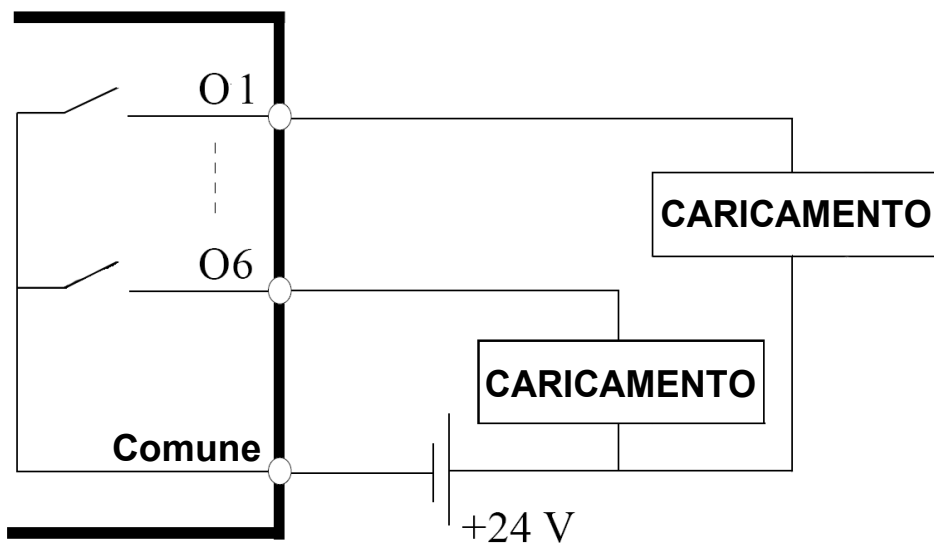 O1
CARICAMENTO
O6
CARICAMENTO
Comune
+24 V